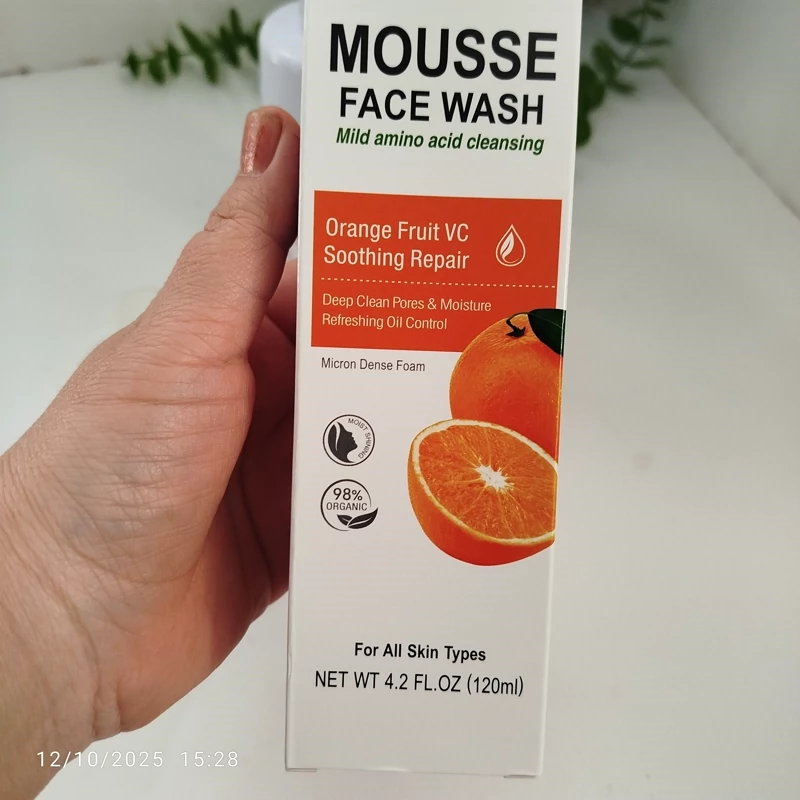 MOUSSE
FACE WASH
Mild amino acid cleansing
Orange Fruit VC
Soothing Repair
Deep Clean Pores & Moisture
Refreshing Oil Control
Micron Dense Foam
MOIST SHINING
98%
ORGANIC
For All Skin Types
NET WT 4.2 FL.OZ (120ml)
12/10/2025 15:28